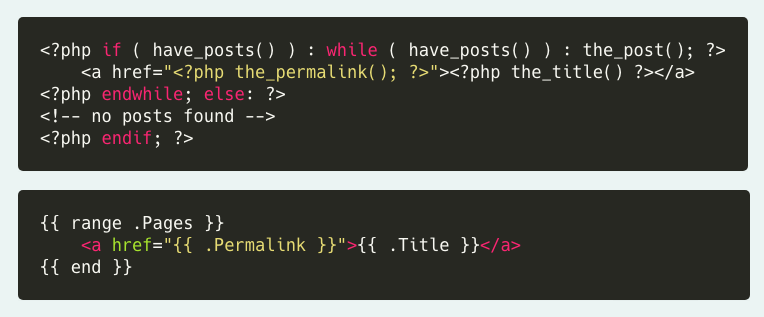 <?php if ( have_posts() ) : while ( have_posts() ) : the_post(); ?>
    <a href="<?php the_permalink(); ?>"><?php the_title() ?></a>
<?php endwhile; else: ?>
<!-- no posts found -->
<?php endif; ?>
{{ range .Pages }}
    <a href="{{ .Permalink }}">{{ .Title }}</a>
{{ end }}